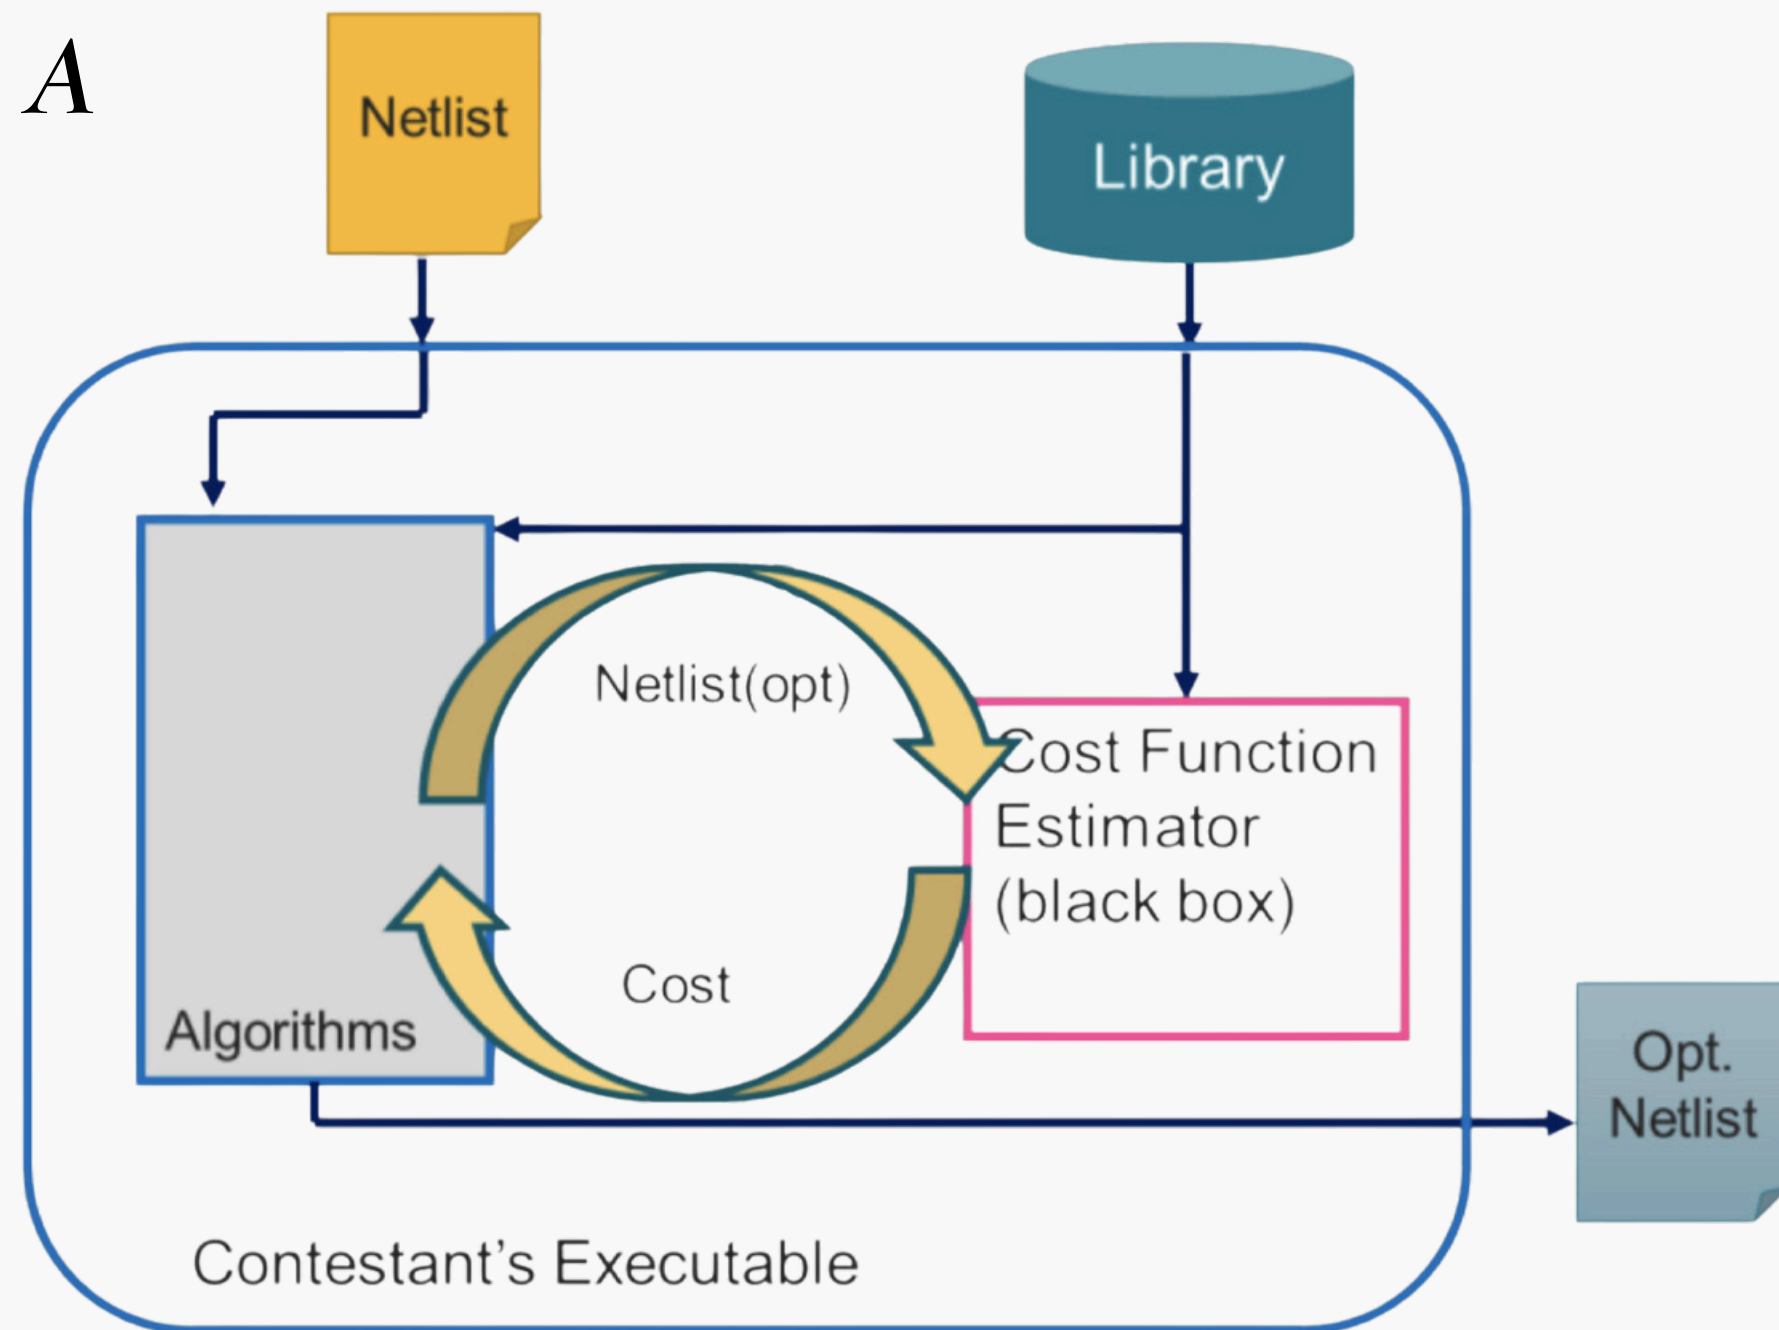 A
Netlist
Library
Netlist(opt)
Cost Function
Estimator
(black box)
Cost
Algorithms
Opt.
Netlist
Contestant’s Executable